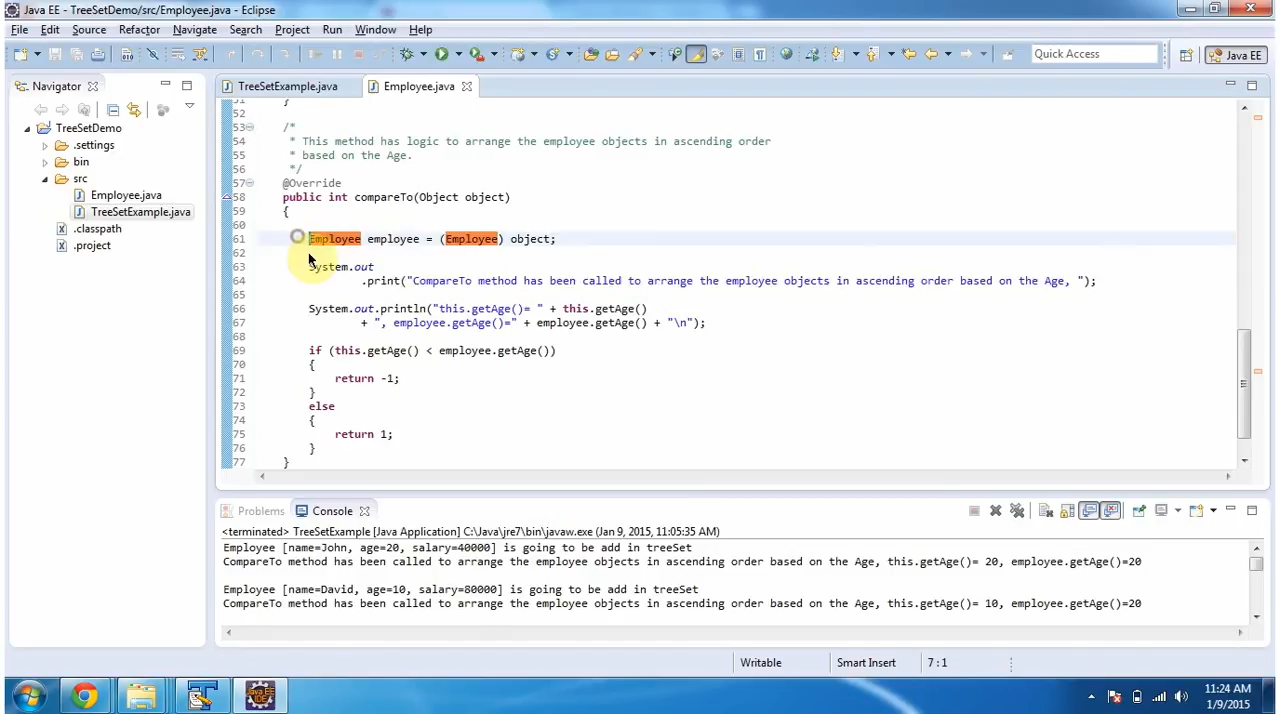 Java EE - TreeSetDemo/src/Employee.java - Eclipse
File Edit Source Refactor Navigate Search Project Run Window Help
Quick Access
Java EE
Navigator
TreeSetDemo
.settings
bin
src
Employee.java
TreeSetExample.java
.classpath
.project
TreeSetExample.java Employee.java
51 }
52
53 /*
54 * This method has logic to arrange the employee objects in ascending order
55 * based on the Age.
56 */
57 @Override
58 public int compareTo(Object object)
59 {
60
61 Employee employee = (Employee) object;
62
63 System.out
64 .print("CompareTo method has been called to arrange the employee objects in ascending order based on the Age, ");
65
66 System.out.println("this.getAge()= " + this.getAge()
67 + ", employee.getAge()=" + employee.getAge() + "\n");
68
69 if (this.getAge() < employee.getAge())
70 {
71 return -1;
72 }
73 else
74 {
75 return 1;
76 }
77 }
Problems Console
<terminated> TreeSetExample [Java Application] C:\Java\jre7\bin\javaw.exe (Jan 9, 2015, 11:05:35 AM)
Employee [name=John, age=20, salary=40000] is going to be add in treeSet
CompareTo method has been called to arrange the employee objects in ascending order based on the Age, this.getAge()= 20, employee.getAge()=20
Employee [name=David, age=10, salary=80000] is going to be add in treeSet
CompareTo method has been called to arrange the employee objects in ascending order based on the Age, this.getAge()= 10, employee.getAge()=20
Writable Smart Insert 7 : 1
Java EE IDE
11:24 AM
1/9/2015